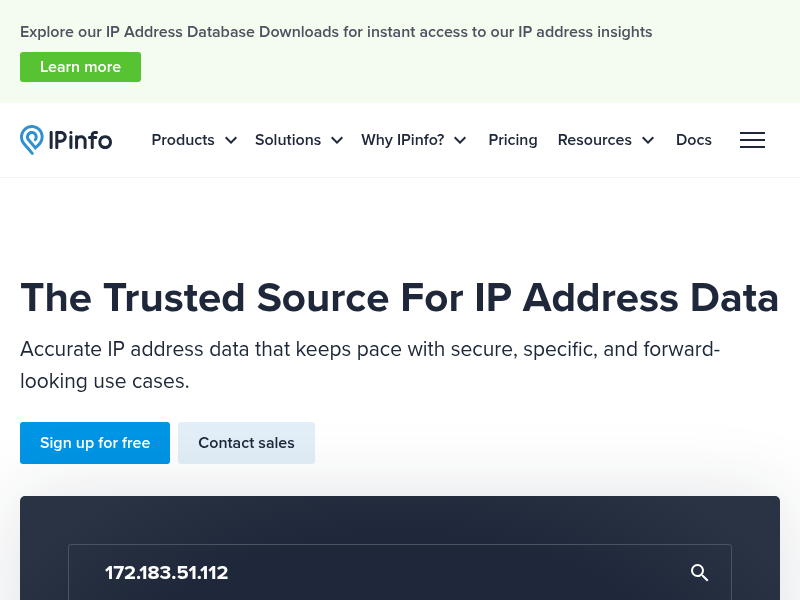 Explore our IP Address Database Downloads for instant access to our IP address insights
Learn more
IPinfo
Products
Solutions
Why IPinfo?
Pricing
Resources
Docs
The Trusted Source For IP Address Data
Accurate IP address data that keeps pace with secure, specific, and forward-
looking use cases.
Sign up for free
Contact sales
172.183.51.112